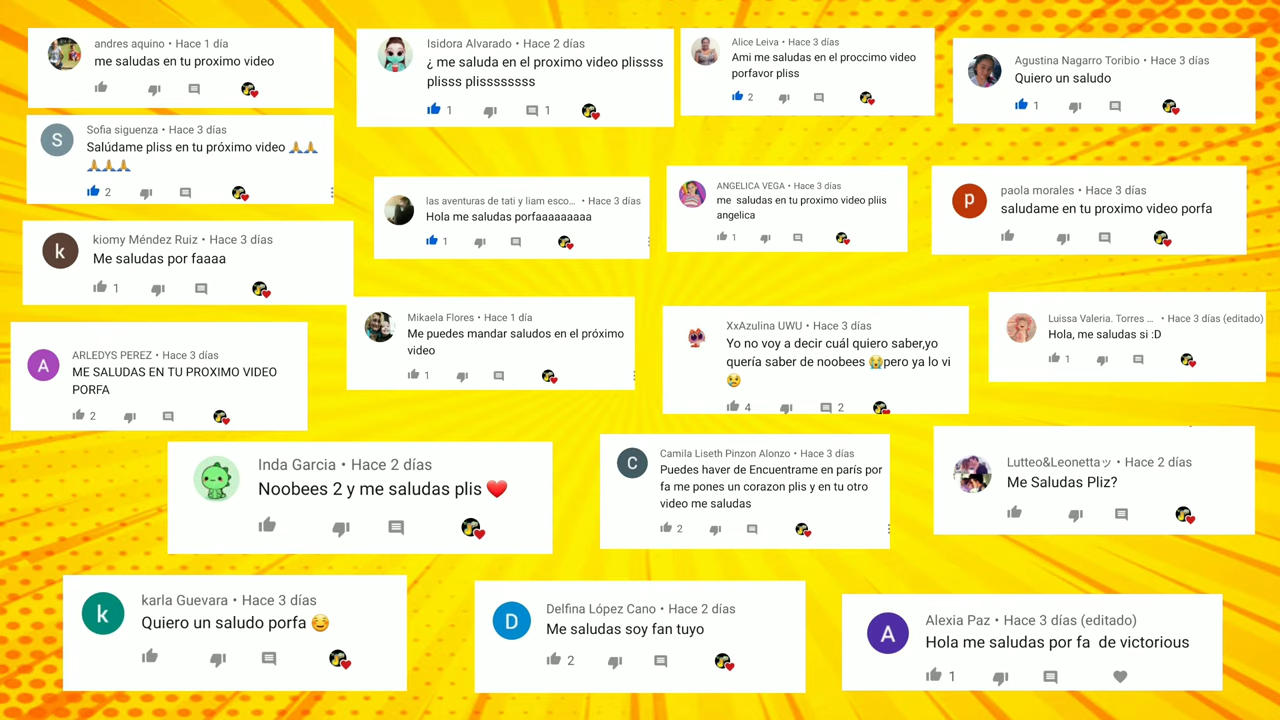 andres aquino • Hace 1 día
me saludas en tu proximo video
Isidora Alvarado • Hace 2 días
¿ me saluda en el proximo video plissss
plisss plissssssss
1
1
Alice Leiva • Hace 3 días
Ami me saludas en el proccimo video
porfavor pliss
2
Agustina Nagarro Toribio • Hace 3 días
Quiero un saludo
1
S
Sofia siguenza • Hace 3 días
Salúdame pliss en tu próximo video 🙏🙏
🙏🙏🙏
2
las aventuras de tati y liam esco... • Hace 3 días
Hola me saludas porfaaaaaaaaa
1
ANGELICA VEGA • Hace 3 días
me saludas en tu proximo video pliis
angelica
1
p
paola morales • Hace 3 días
saludame en tu proximo video porfa
k
kiomy Méndez Ruiz • Hace 3 días
Me saludas por faaaa
1
Mikaela Flores • Hace 1 día
Me puedes mandar saludos en el próximo
video
1
XxAzulina UWU • Hace 3 días
Yo no voy a decir cuál quiero saber,yo
quería saber de noobees 😭pero ya lo vi
😢
4
2
Luissa Valeria. Torres ... • Hace 3 días (editado)
Hola, me saludas si :D
1
A
ARLEDYS PEREZ • Hace 3 días
ME SALUDAS EN TU PROXIMO VIDEO
PORFA
2
Inda Garcia • Hace 2 días
Noobees 2 y me saludas plis ❤️
C
Camila Liseth Pinzon Alonzo • Hace 3 días
Puedes haver de Encuentrame en parís por
fa me pones un corazon plis y en tu otro
video me saludas
2
Lutteo&Leonettaッ • Hace 2 días
Me Saludas Pliz?
k
karla Guevara • Hace 3 días
Quiero un saludo porfa ☺️
D
Delfina López Cano • Hace 2 días
Me saludas soy fan tuyo
2
A
Alexia Paz • Hace 3 días (editado)
Hola me saludas por fa de victorious
1